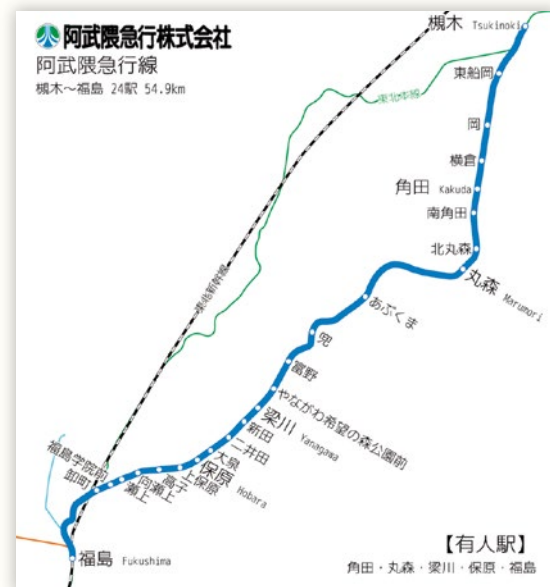 阿武隈急行株式会社
阿武隈急行線
槻木～福島 24駅 54.9km
槻木 Tsukinoki
東船岡
東北本線
岡
横倉
角田 Kakuda
南角田
北丸森
丸森 Marumori
東北新幹線
あぶくま
兜
富野
やながわ希望の森公園前
梁川 Yanagawa
新田
二井田
大泉
保原 Hobara
上保原
高子
向瀬上
瀬上
福島学院前
卸町
福島 Fukushima
【有人駅】
角田・丸森・梁川・保原・福島